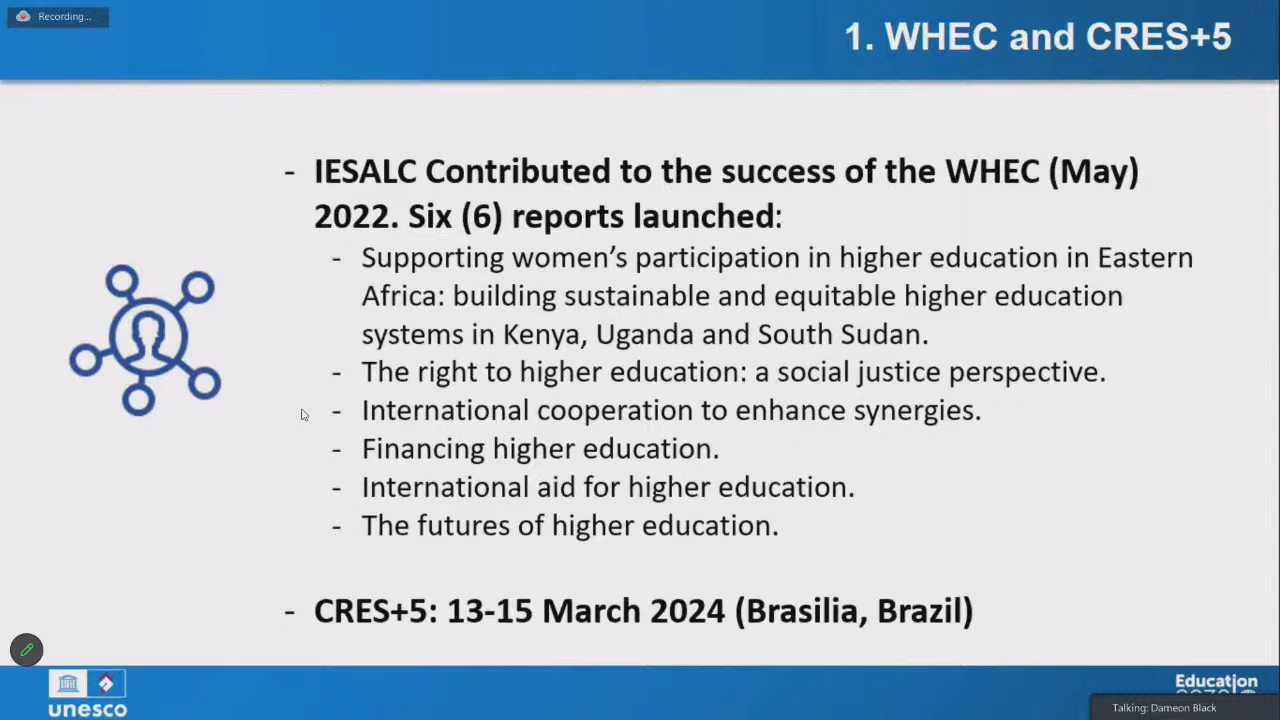 Recording...
1. WHEC and CRES+5
- IESALC Contributed to the success of the WHEC (May)
2022. Six (6) reports launched:
- Supporting women's participation in higher education in Eastern
Africa: building sustainable and equitable higher education
systems in Kenya, Uganda and South Sudan.
- The right to higher education: a social justice perspective.
- International cooperation to enhance synergies.
- Financing higher education.
- International aid for higher education.
- The futures of higher education.
- CRES+5: 13-15 March 2024 (Brasilia, Brazil)
unesco
Education
Talking: Dameon Black